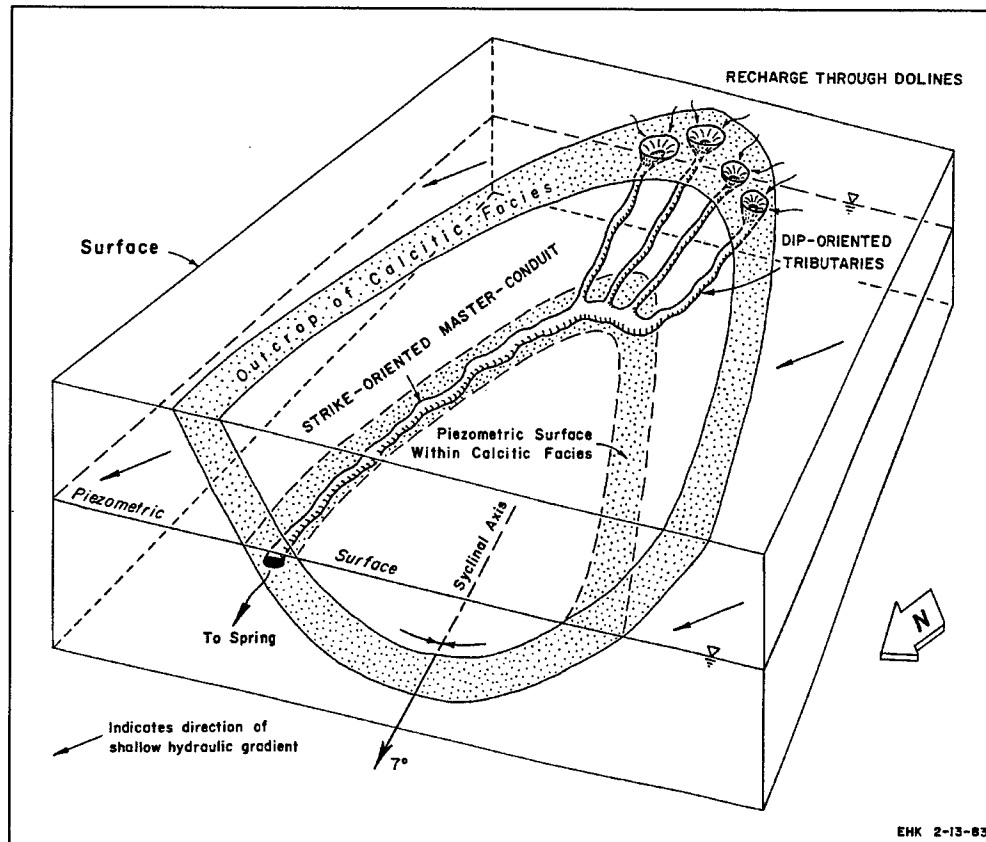 RECHARGE THROUGH DOLINES
Surface
Outcrop of Calcitic Facies
DIP-ORIENTED
TRIBUTARIES
STRIKE-ORIENTED MASTER-CONDUIT
Piezometric Surface
Within Calcitic Facies
Piezometric Surface
Syclinal Axis
To Spring
N
Indicates direction of
shallow hydraulic gradient
7°
EHK 2-13-83